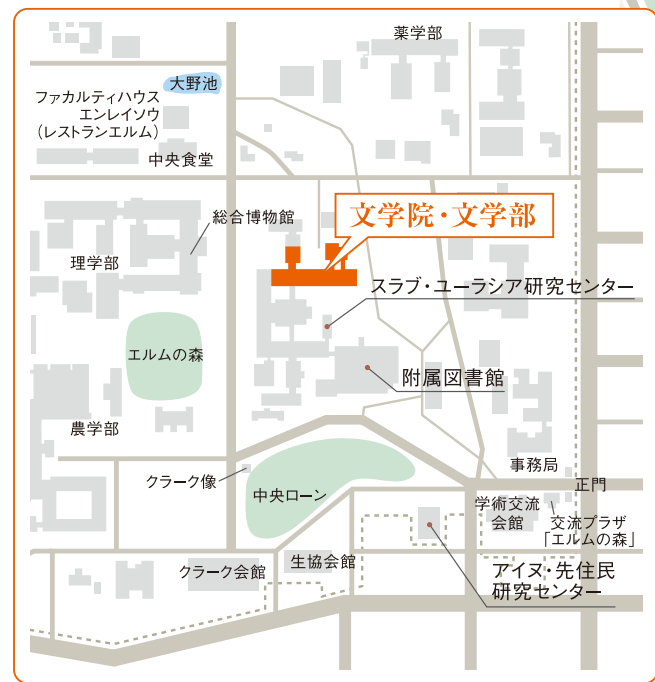 薬学部
大野池
ファカルティハウス
エンレイソウ
(レストランエルム)
中央食堂
総合博物館
文学院・文学部
理学部
スラブ・ユーラシア研究センター
エルムの森
附属図書館
農学部
事務局
クラーク像
中央ローン
正門
学術交流
会館
交流プラザ
「エルムの森」
生協会館
クラーク会館
アイヌ・先住民
研究センター